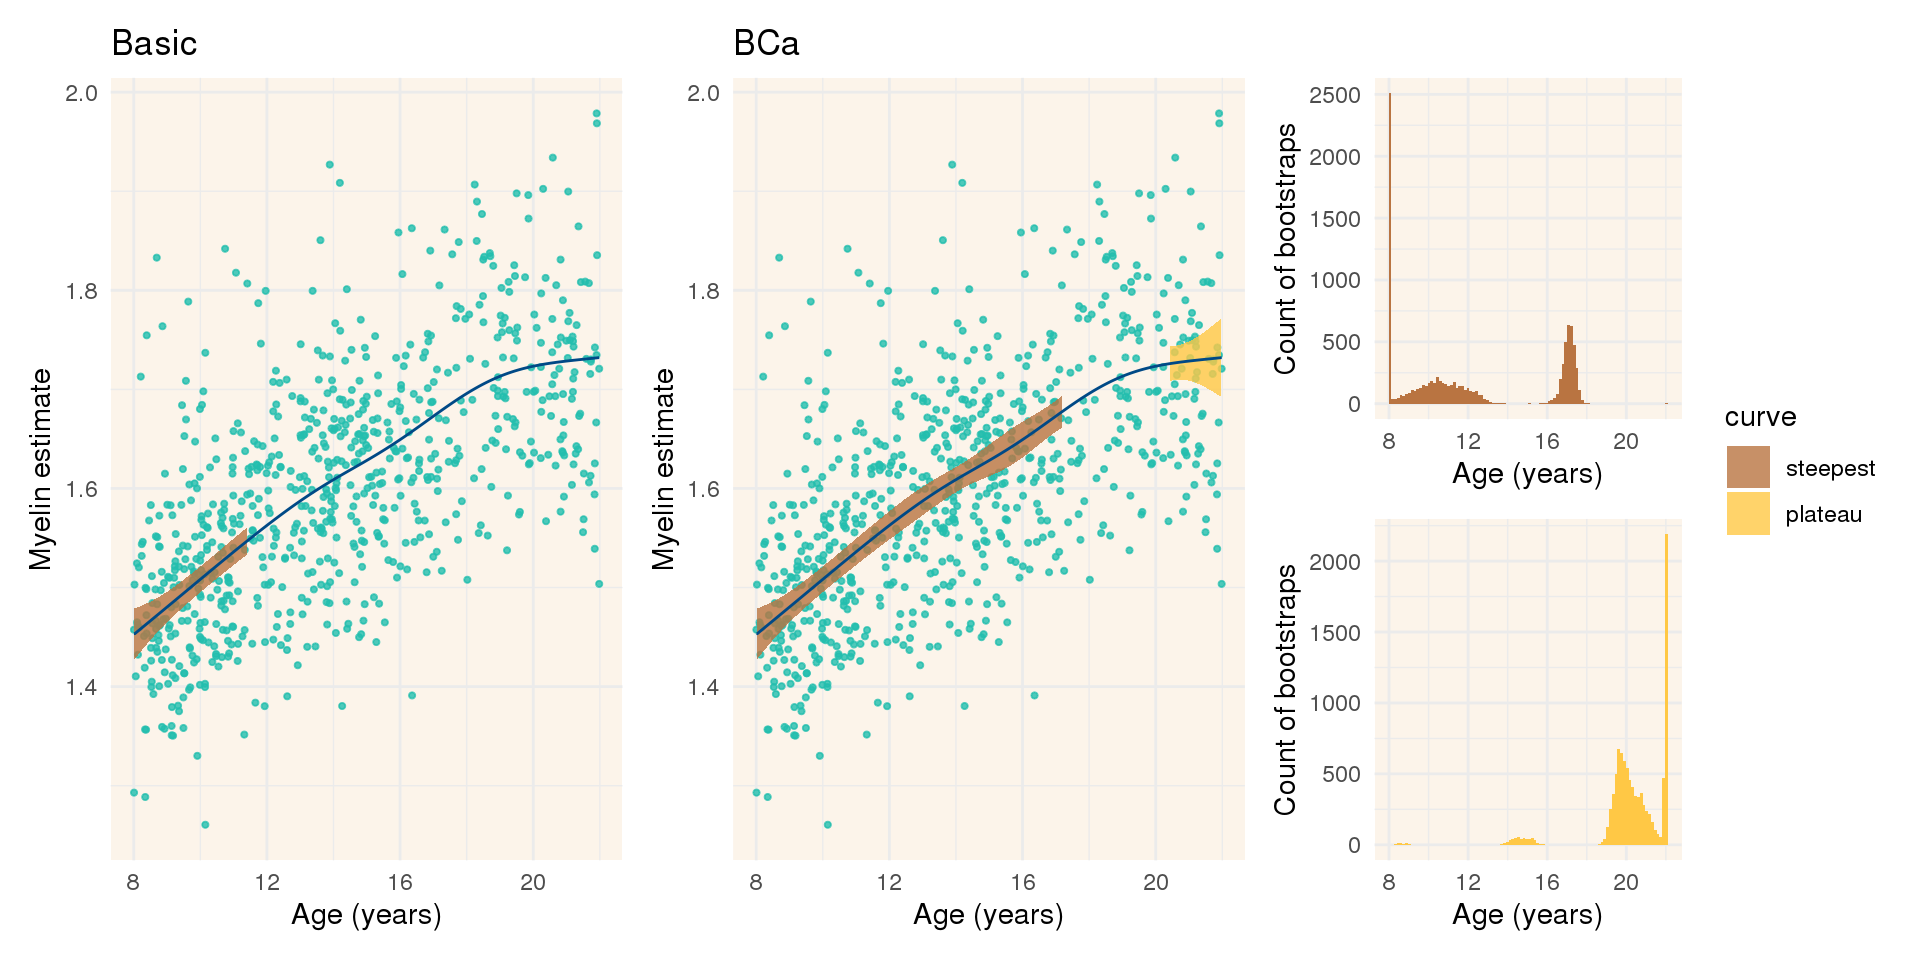 Basic
Myelin estimate
2.0
1.8
1.6
1.4
8
12
16
20
Age (years)
BCa
Myelin estimate
2.0
1.8
1.6
1.4
8
12
16
20
Age (years)
Count of bootstraps
2500
2000
1500
1000
500
0
8
12
16
20
Age (years)
Count of bootstraps
2000
1500
1000
500
0
8
12
16
20
Age (years)
curve
steepest
plateau